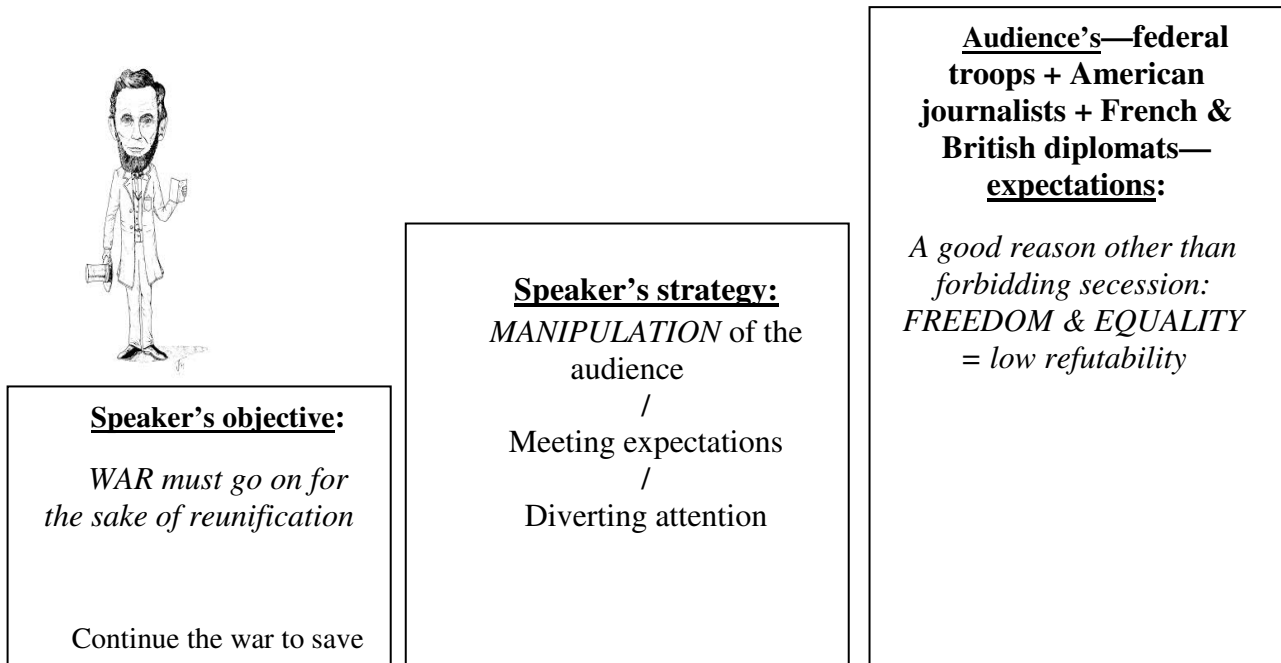 Speaker’s objective:
WAR must go on for
the sake of reunification
Continue the war to save
Speaker’s strategy:
MANIPULATION of the
audience
/
Meeting expectations
/
Diverting attention
Audience’s—federal
troops + American
journalists + French &
British diplomats—
expectations:
A good reason other than
forbidding secession:
FREEDOM & EQUALITY
= low refutability